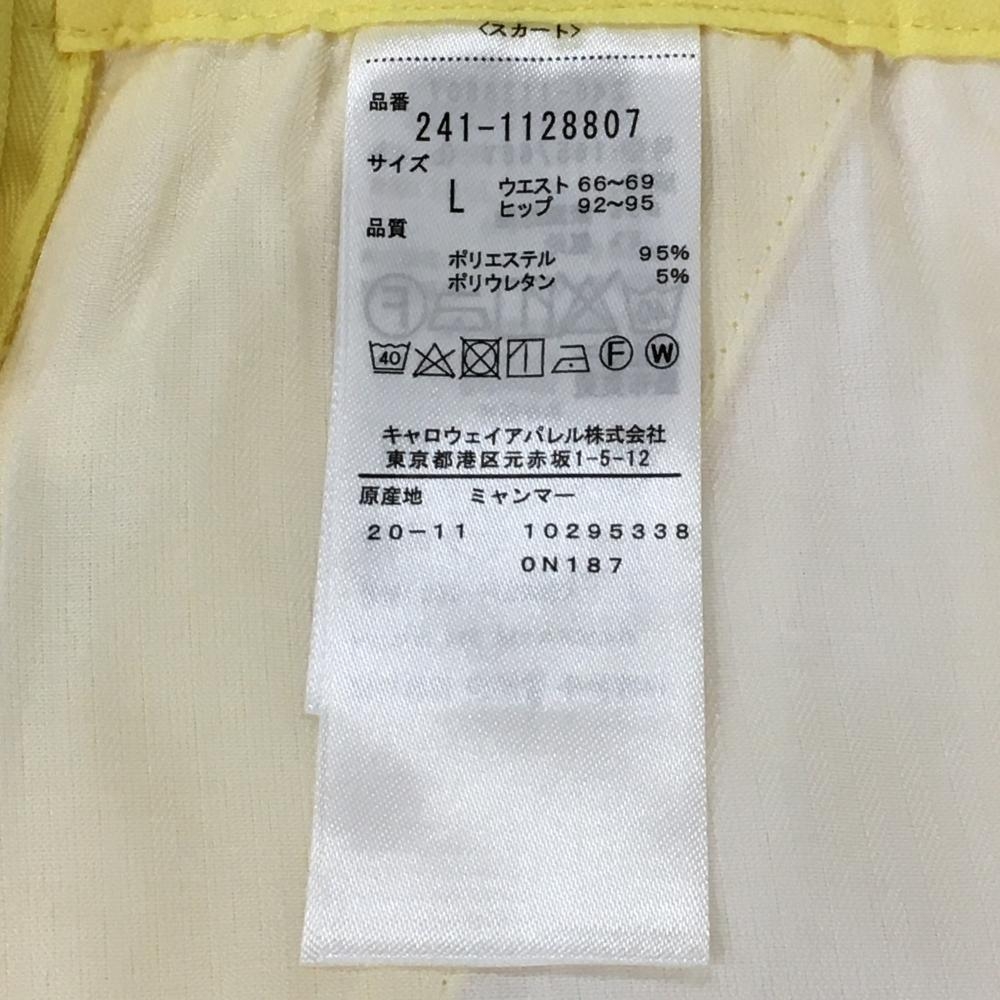 <スカート>
品番
241-1128807
サイズ
L ウエスト 66~69
ヒップ 92~95
品質
ポリエステル 95%
ポリウレタン 5%
40 F W
キャロウェイアパレル株式会社
東京都港区元赤坂1-5-12
原産地 ミャンマー
20-11 10295338
0N187